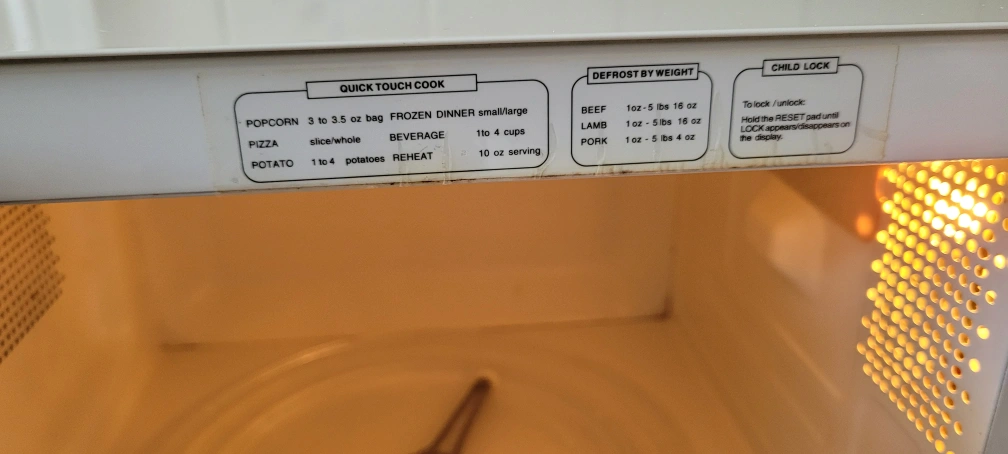 QUICK TOUCH COOK
POPCORN 3 to 3.5 oz bag FROZEN DINNER small/large
PIZZA slice/whole BEVERAGE 1to 4 cups
POTATO 1 to 4 potatoes REHEAT 10 oz serving
DEFROST BY WEIGHT
BEEF 1oz - 5 lbs 16 oz
LAMB 1 oz - 5 lbs 16 oz
PORK 1 oz - 5 lbs 4 oz
CHILD LOCK
To lock / unlock:
Hold the RESET pad until
LOCK appears/disappears on
the display.